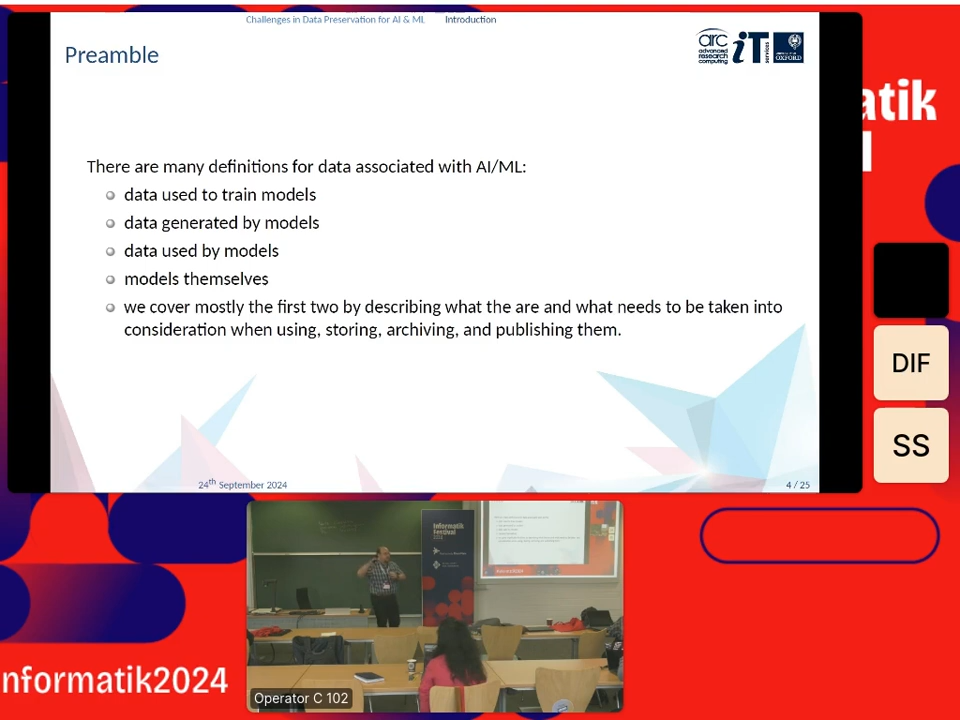 Challenges in Data Preservation for AI & ML Introduction
Preamble
arc
advanced
research
computing
iT
services
OXFORD
There are many definitions for data associated with AI/ML:
data used to train models
data generated by models
data used by models
models themselves
we cover mostly the first two by describing what the are and what needs to be taken into
consideration when using, storing, archiving, and publishing them.
24th September 2024
4 / 25
atik
DIF
SS
Informatik
Festival
2024
Operator C 102
nformatik2024